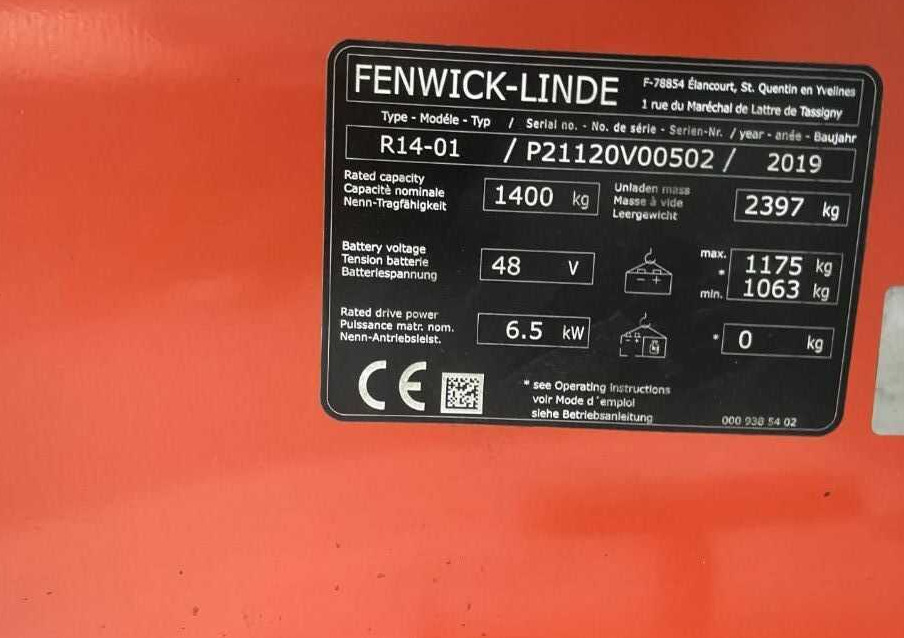 FENWICK-LINDE
F-78854 Élancourt, St. Quentin en Yvelines
1 rue du Maréchal de Lattre de Tassigny
Type - Modèle - Typ / Serial no. - No. de série - Serien-Nr. / year - anée - Baujahr
R14-01 / P21120V00502 / 2019
Rated capacity
Capacitè nominale
Nenn-Tragfähigkeit
1400 kg
Unladen mass
Masse à vide
Leergewicht
2397 kg
Battery voltage
Tension batterie
Batteriespannung
48 V
- +
max. 1175 kg
*
min. 1063 kg
Rated drive power
Puissance matr. nom.
Nenn-Antriebsleist.
6.5 kW
* 0 kg
CE
* see Operating instructions
voir Mode d'emploi
siehe Betriebsanleitung
000 938 54 02